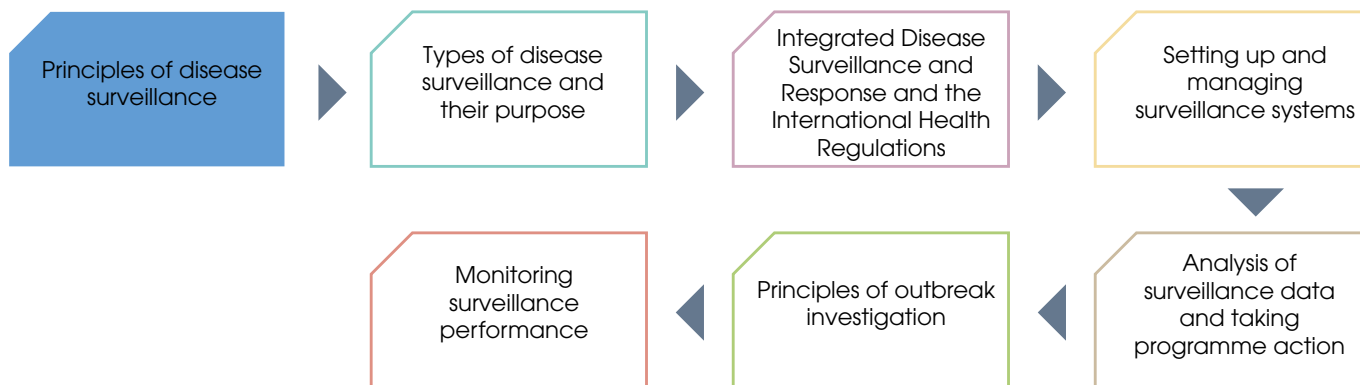 Principles of disease
surveillance
Types of disease
surveillance and
their purpose
Integrated Disease
Surveillance and
Response and the
International Health
Regulations
Setting up and
managing
surveillance systems
Analysis of
surveillance data
and taking
programme action
Principles of outbreak
investigation
Monitoring
surveillance
performance